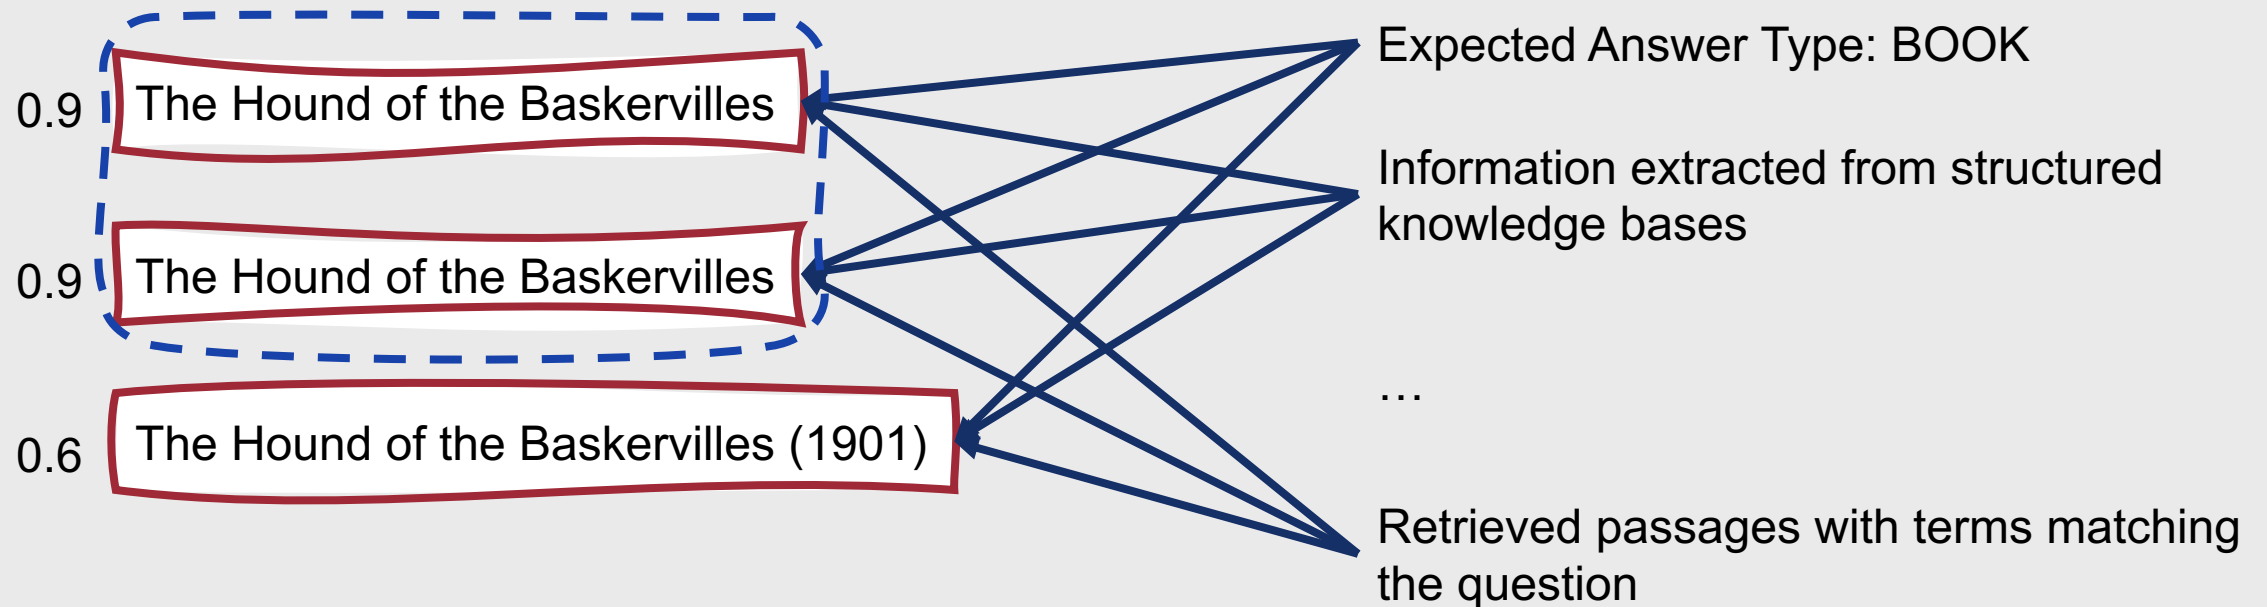 0.9
The Hound of the Baskervilles
0.9
The Hound of the Baskervilles
0.6
The Hound of the Baskervilles (1901)
Expected Answer Type: BOOK
Information extracted from structured
knowledge bases
…
Retrieved passages with terms matching
the question